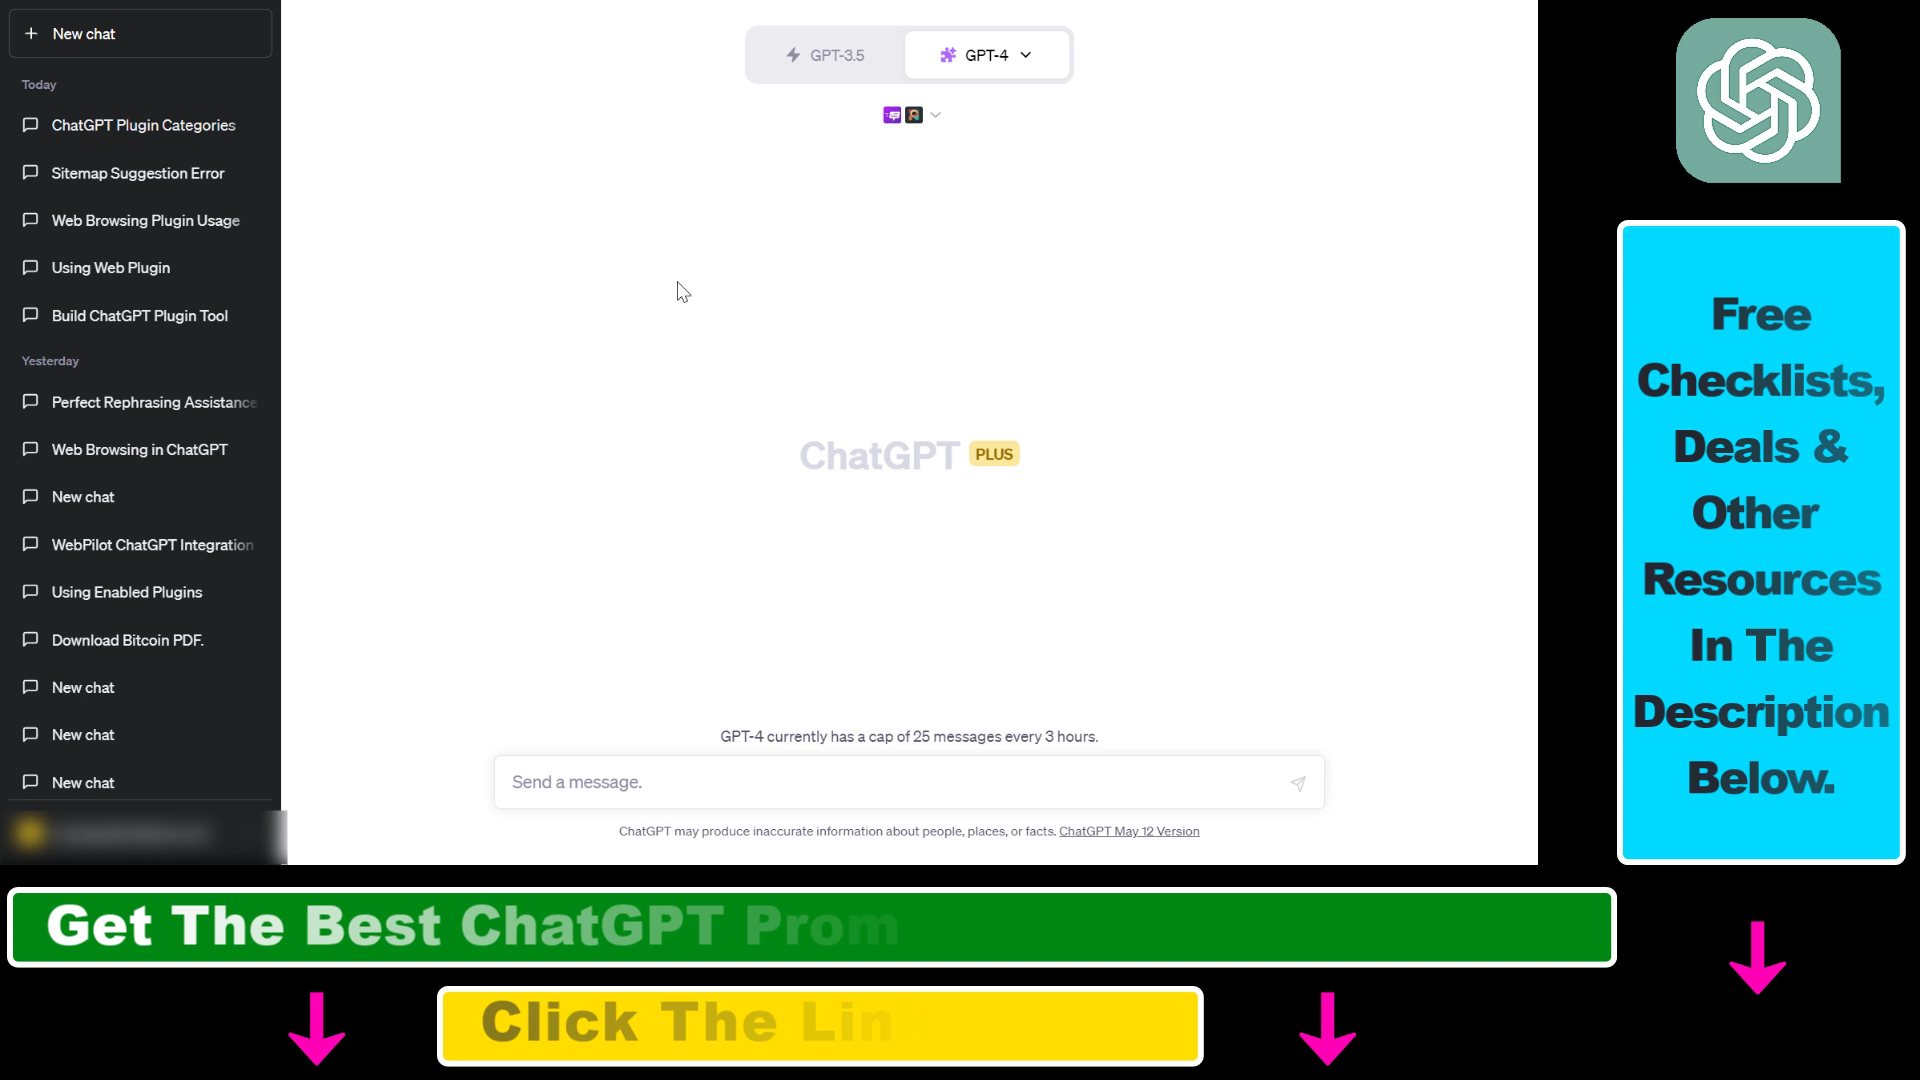 New chat
Today
ChatGPT Plugin Categories
Sitemap Suggestion Error
Web Browsing Plugin Usage
Using Web Plugin
Build ChatGPT Plugin Tool
Yesterday
Perfect Rephrasing Assistance
Web Browsing in ChatGPT
New chat
WebPilot ChatGPT Integration
Using Enabled Plugins
Download Bitcoin PDF.
New chat
New chat
New chat
GPT-3.5
GPT-4
ChatGPT PLUS
GPT-4 currently has a cap of 25 messages every 3 hours.
Send a message.
ChatGPT may produce inaccurate information about people, places, or facts. ChatGPT May 12 Version
Free
Checklists,
Deals &
Other
Resources
In The
Description
Below.
Get The Best ChatGPT Prom
Click The Link